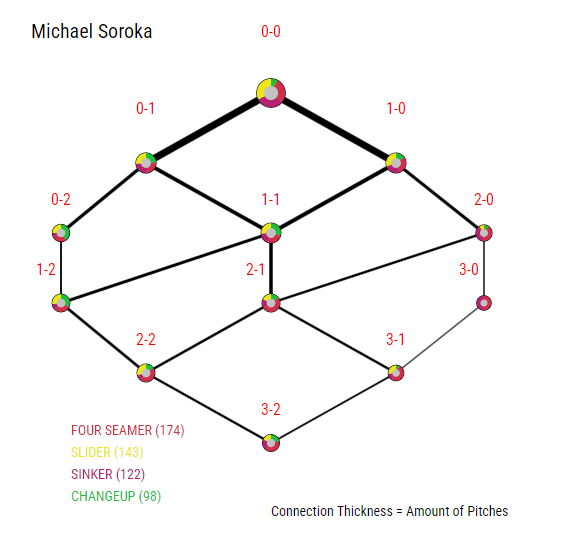 Michael Soroka
0-0
0-1
1-0
0-2
1-1
2-0
1-2
2-1
3-0
2-2
3-1
3-2
FOUR SEAMER (174)
SLIDER (143)
SINKER (122)
CHANGEUP (98)
Connection Thickness = Amount of Pitches